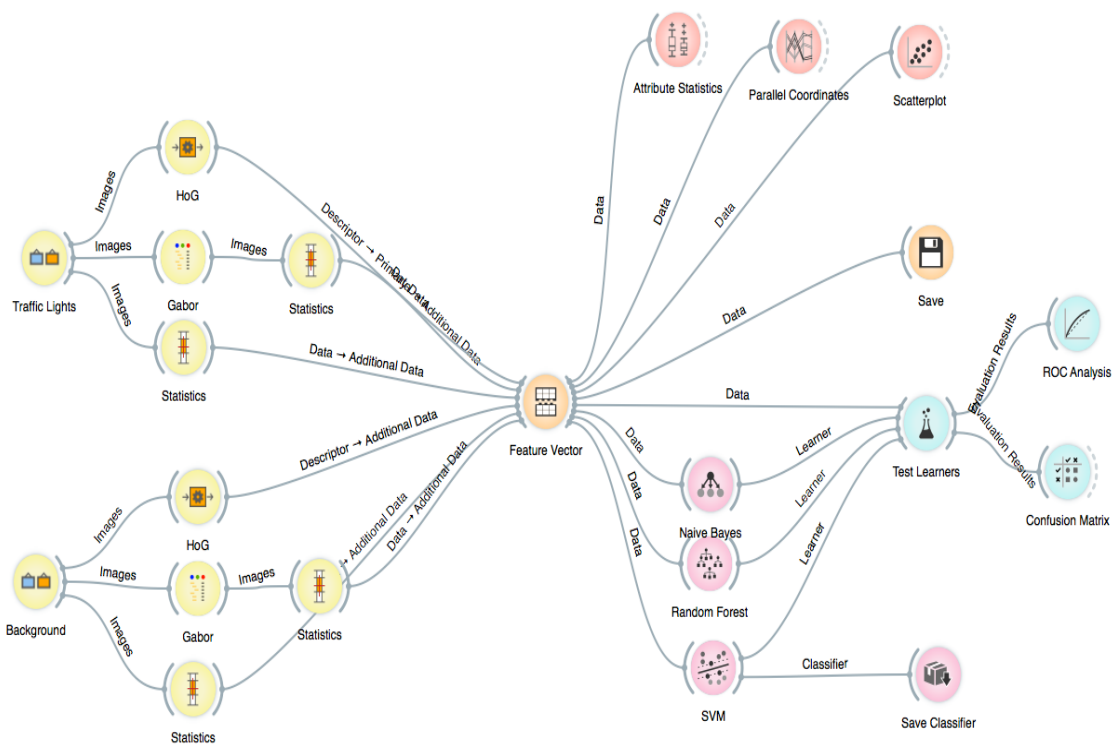 Attribute Statistics
Parallel Coordinates
Scatterplot
Images
HoG
Data
Data
Data
Descriptor → Primary Data
Data → Additional Data
Images
Images
Traffic Lights
Gabor
Statistics
Save
Images
Data
Statistics
Data → Additional Data
Evaluation Results
ROC Analysis
Data
Descriptor → Additional Data
Feature Vector
Data
Learner
Test Learners
Evaluation Results
Images
HoG
→ Additional Data
Data → Additional Data
Data
Learner
Naive Bayes
Confusion Matrix
Data
Learner
Images
Images
Random Forest
Background
Gabor
Statistics
Images
Classifier
SVM
Save Classifier
Statistics